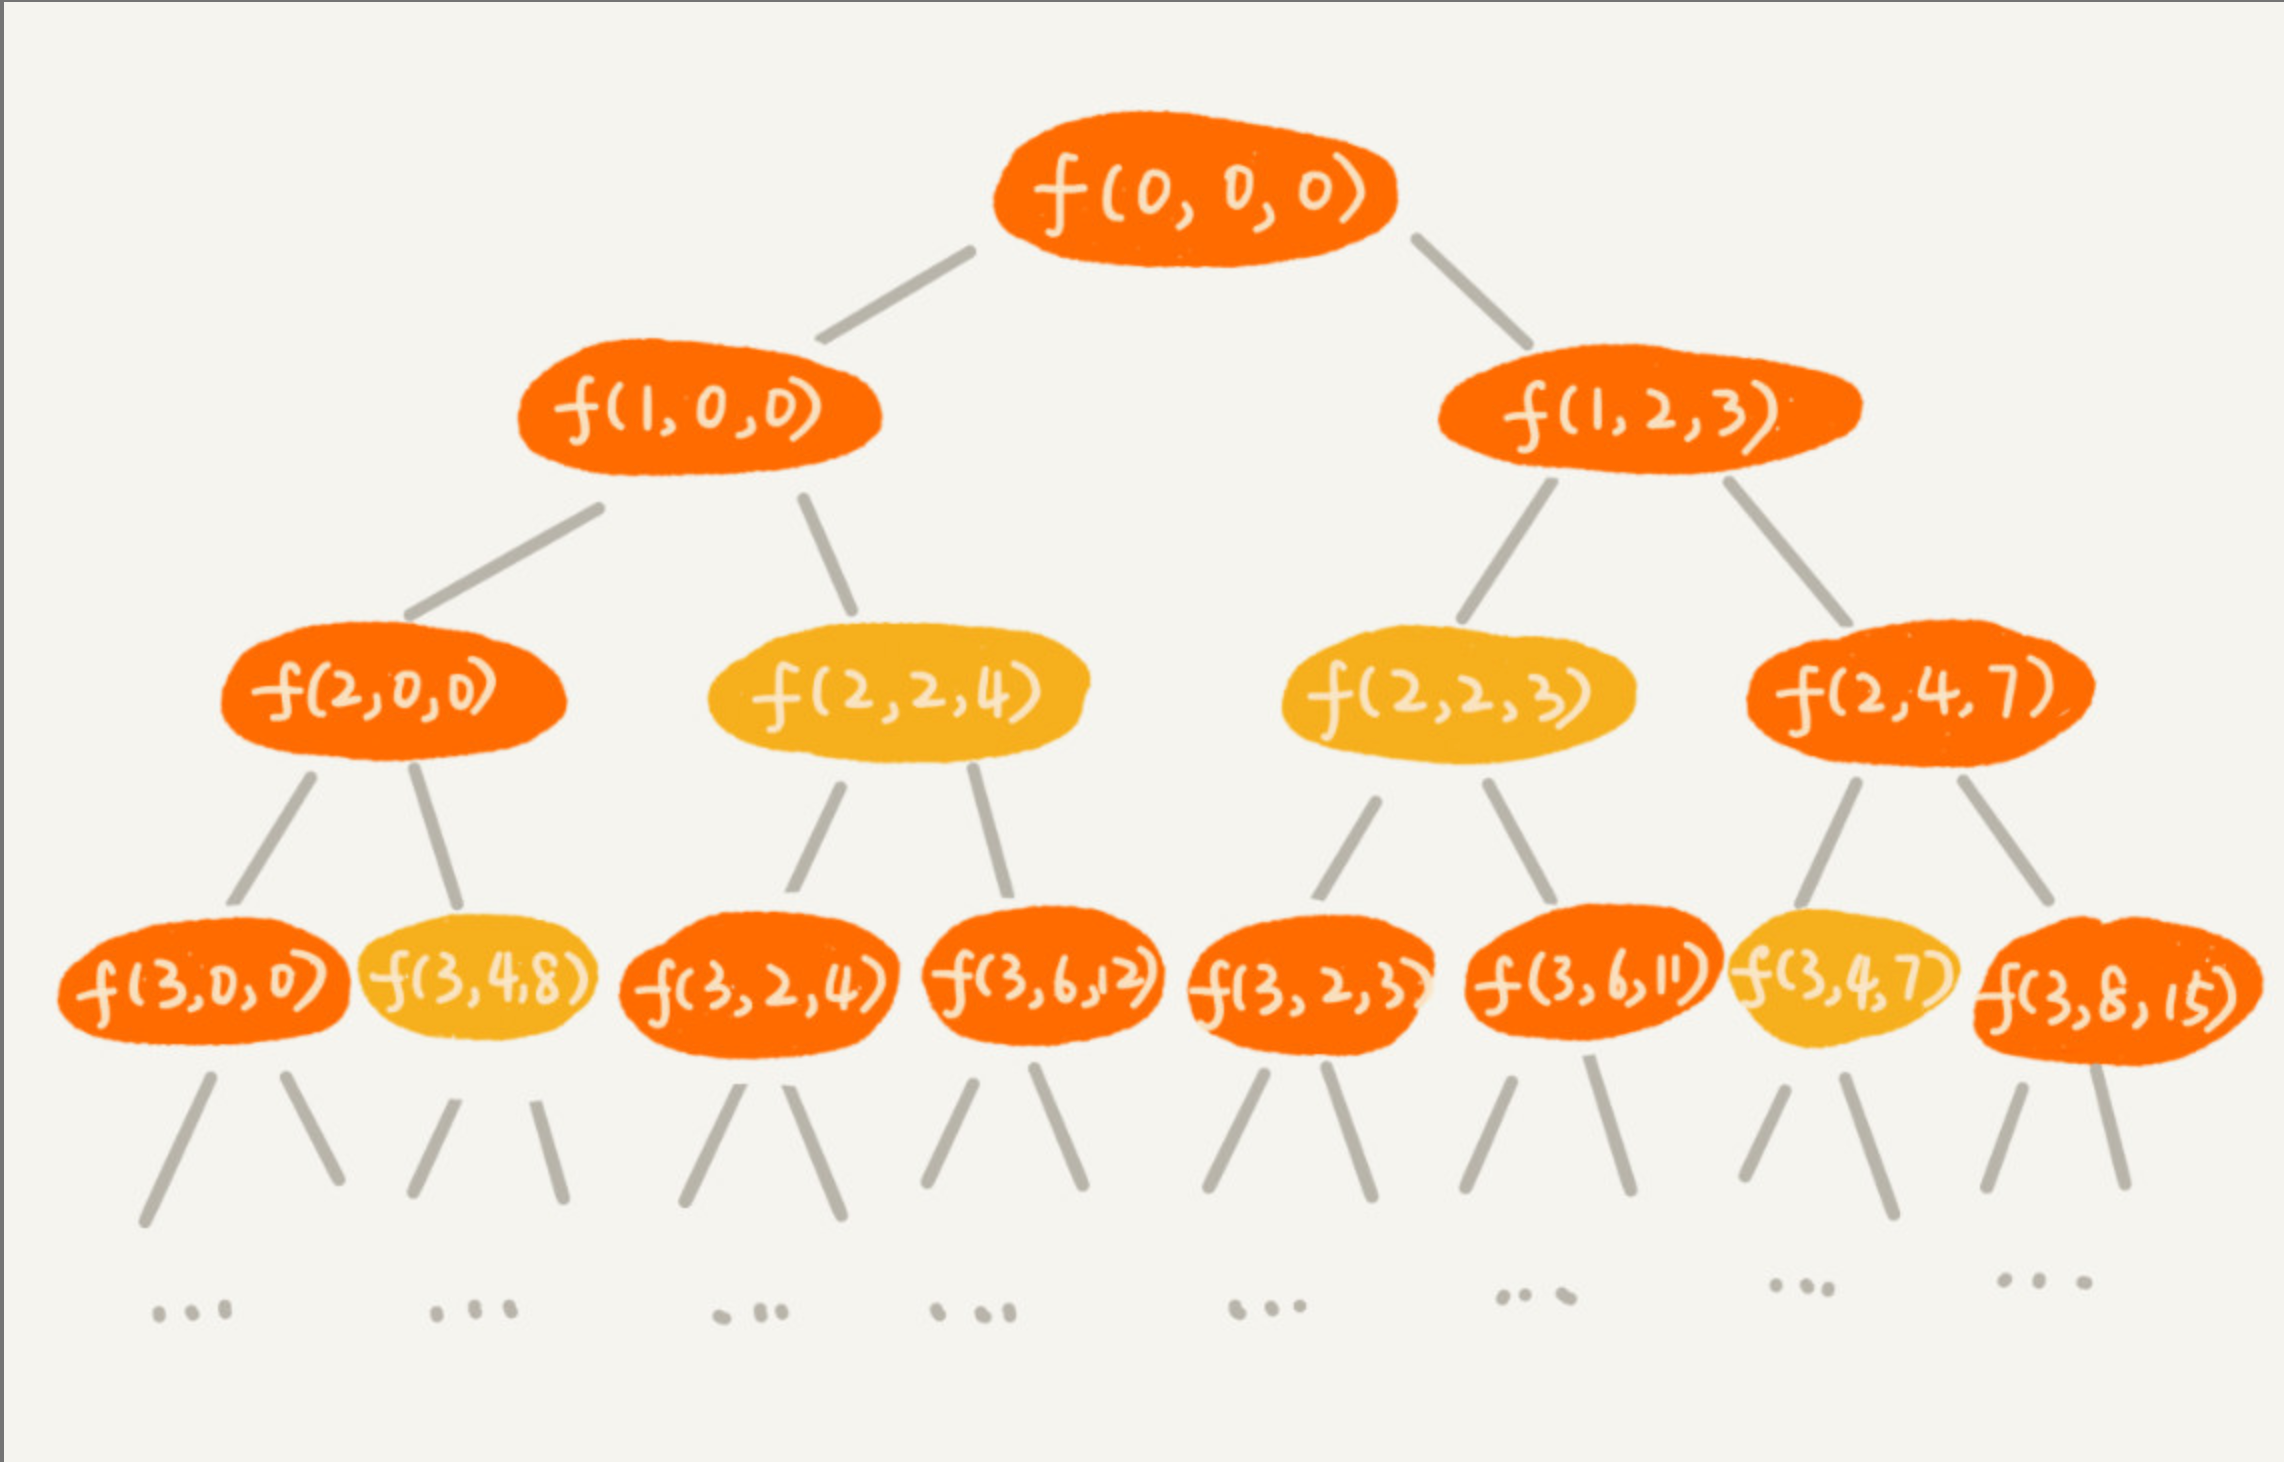 f(0,0,0)
f(1,0,0) f(1,2,3)
f(2,0,0) f(2,2,4) f(2,2,3) f(2,4,7)
f(3,0,0) f(3,4,8) f(3,2,4) f(3,6,12) f(3,2,3) f(3,6,11) f(3,4,7) f(3,8,15)
... ... ... ... ... ... ... ...